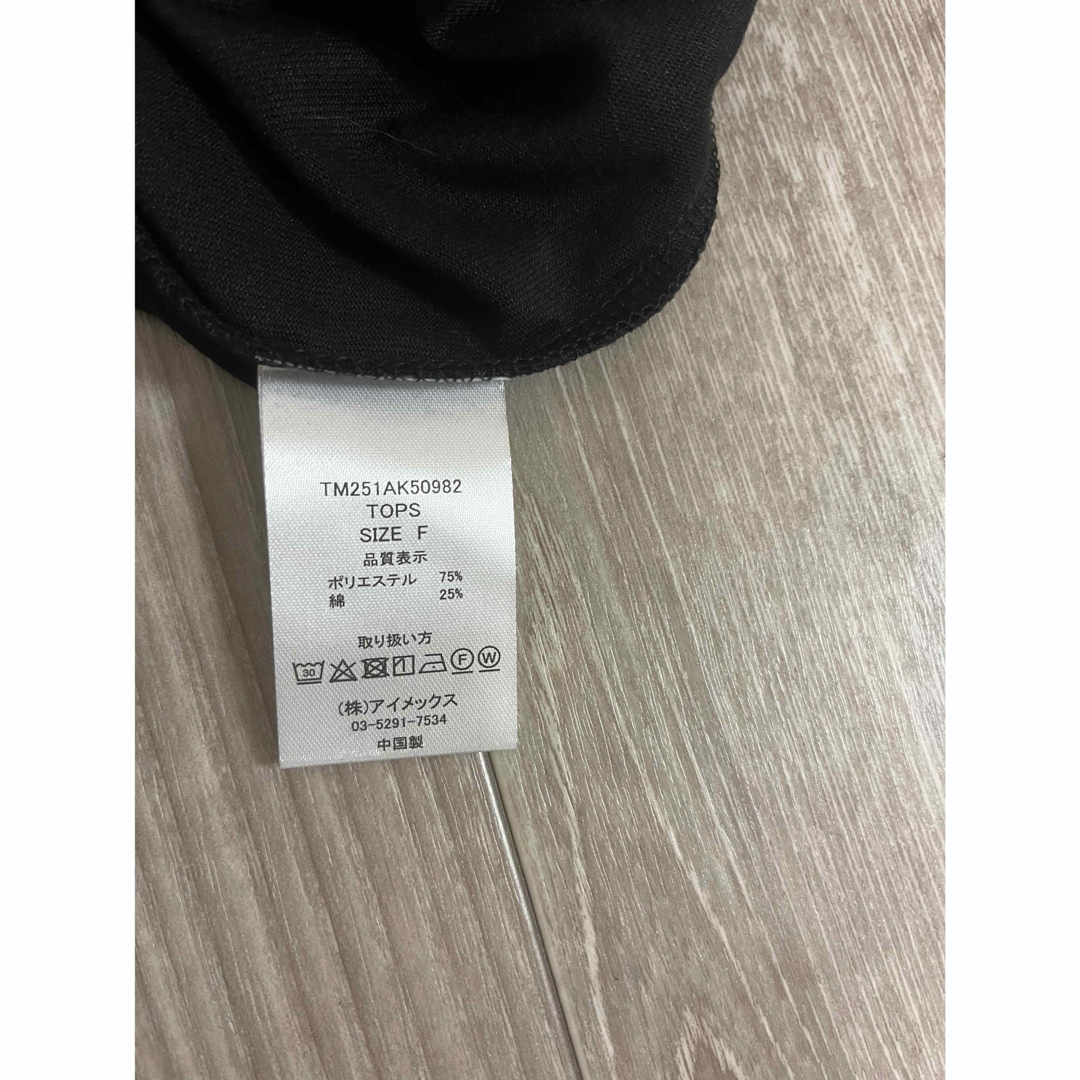 TM251AK50982
TOPS
SIZE F
品質表示
ポリエステル 75%
綿 25%
取り扱い方
30 F W
(株)アイメックス
03-5291-7534
中国製